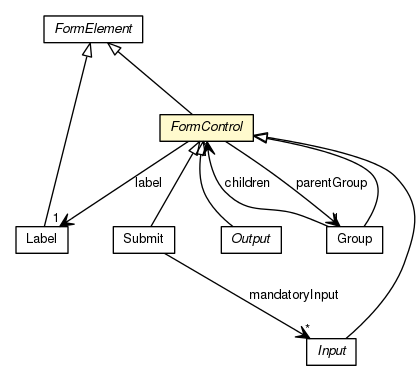 FormElement
FormControl
label
children
parentGroup
1
Label
Submit
Output
Group
mandatoryInput
*
Input